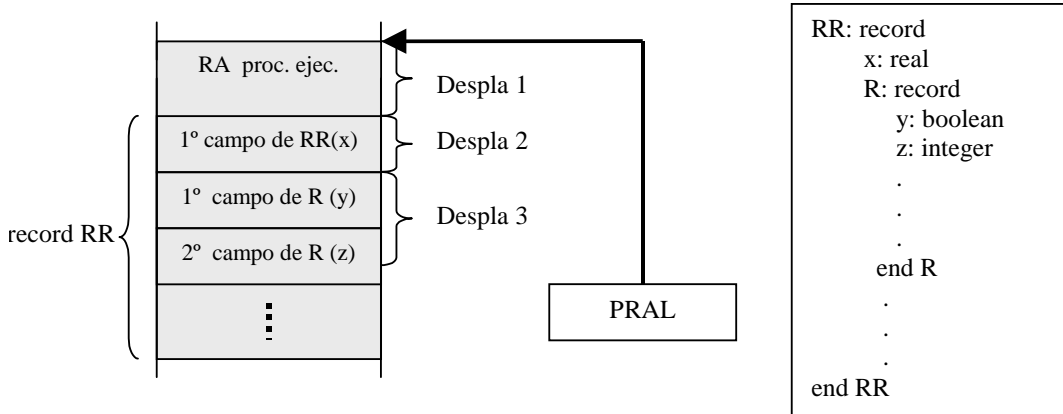 RA proc. ejec.
Despla 1
1º campo de RR(x)
Despla 2
1º campo de R (y)
Despla 3
record RR
2º campo de R (z)
PRAL
RR: record
x: real
R: record
y: boolean
z: integer
.
.
.
end R
.
.
.
end RR